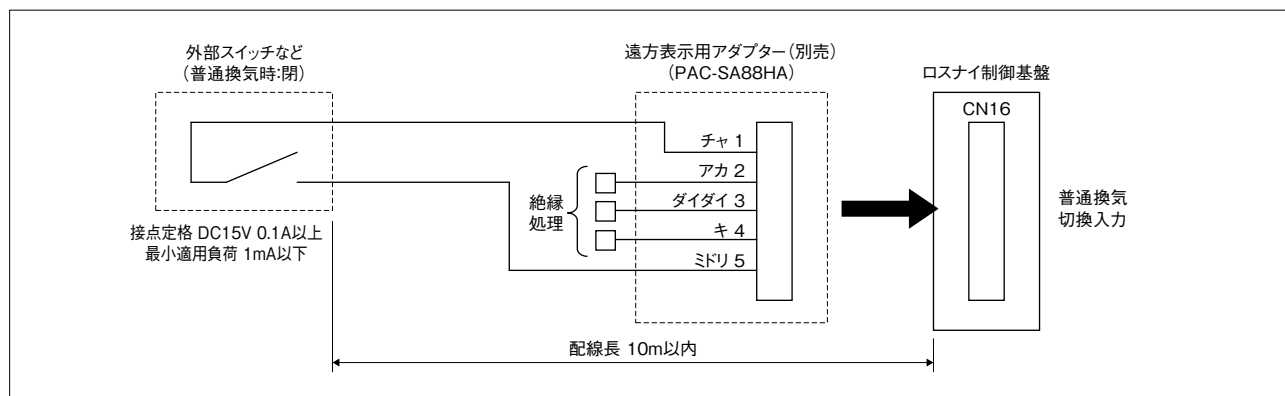 外部スイッチなど
（普通換気時:閉）
遠方表示用アダプター（別売）
（PAC-SA88HA）
ロスナイ制御基盤
CN16
チャ 1
アカ 2
ダイダイ 3
キ 4
ミドリ 5
絶縁
処理
普通換気
切換入力
接点定格 DC15V 0.1A以上
最小適用負荷 1mA以下
配線長 10m以内